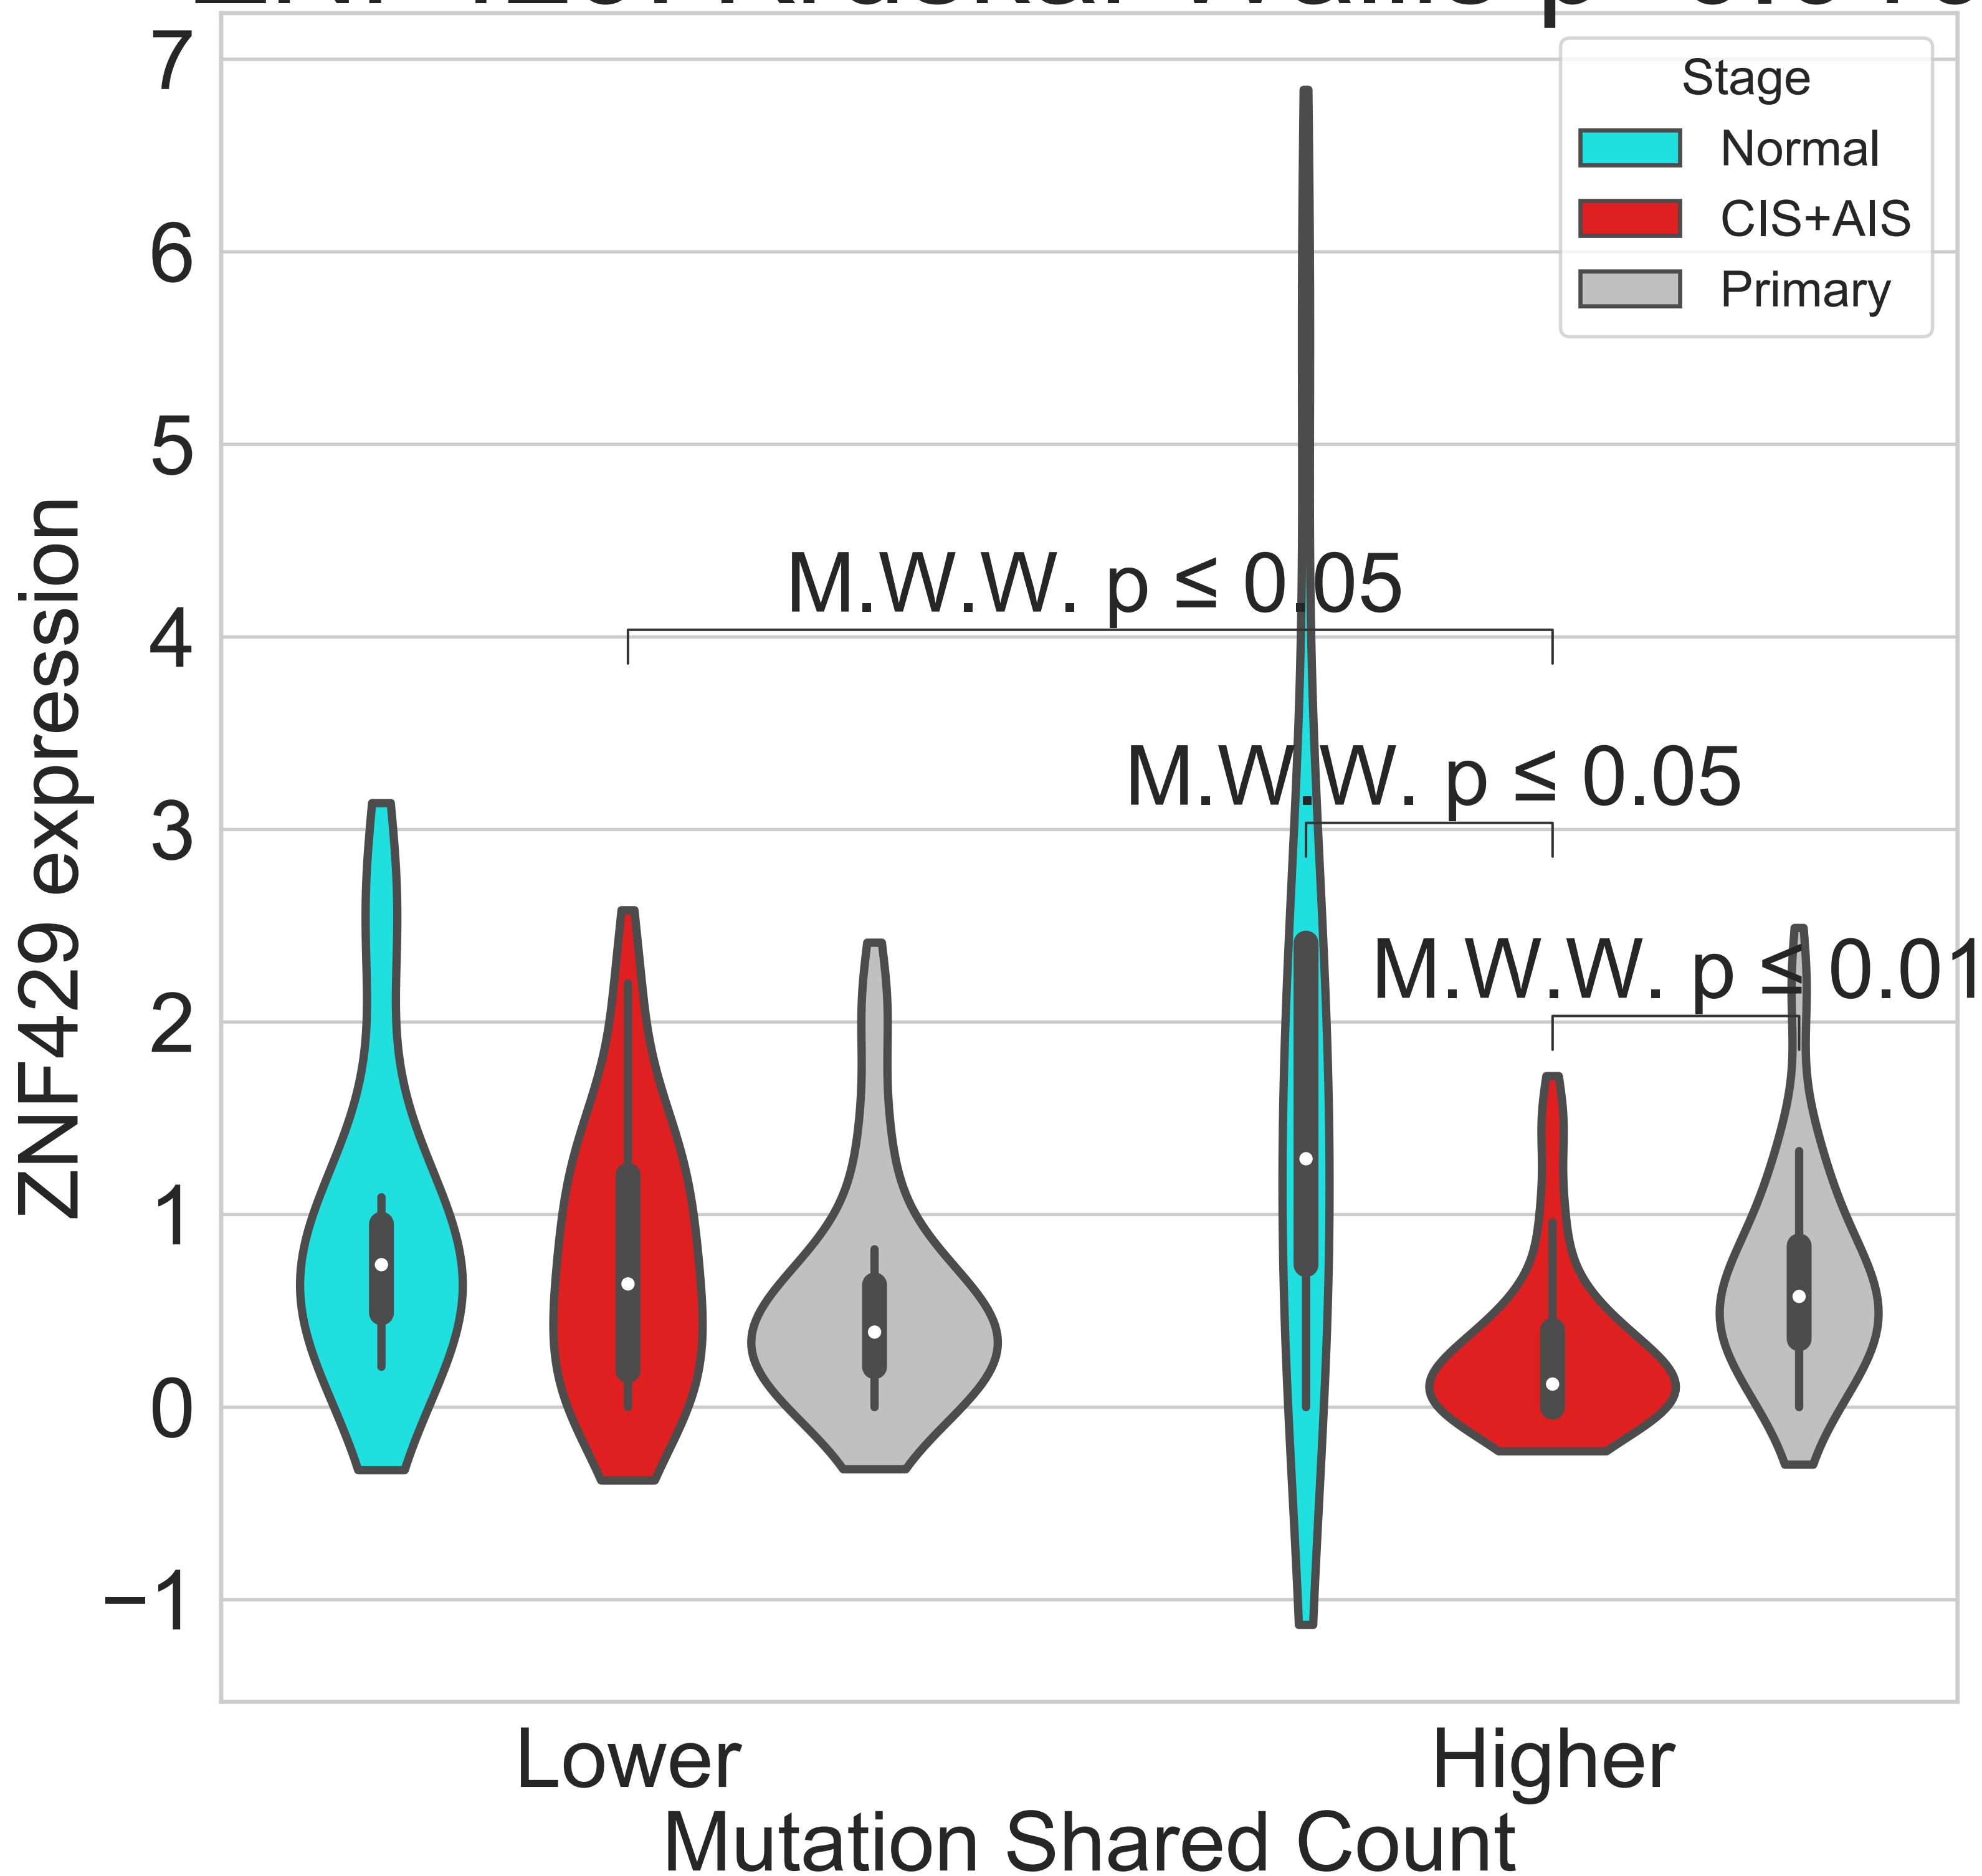 7
6
5
4
3
2
1
0
−1
ZNF429 expression
Stage
Normal
CIS+AIS
Primary
M.W.W. p ≤ 0.05
M.W.W. p ≤ 0.05
M.W.W. p ≤ 0.01
Lower
Higher
Mutation Shared Count